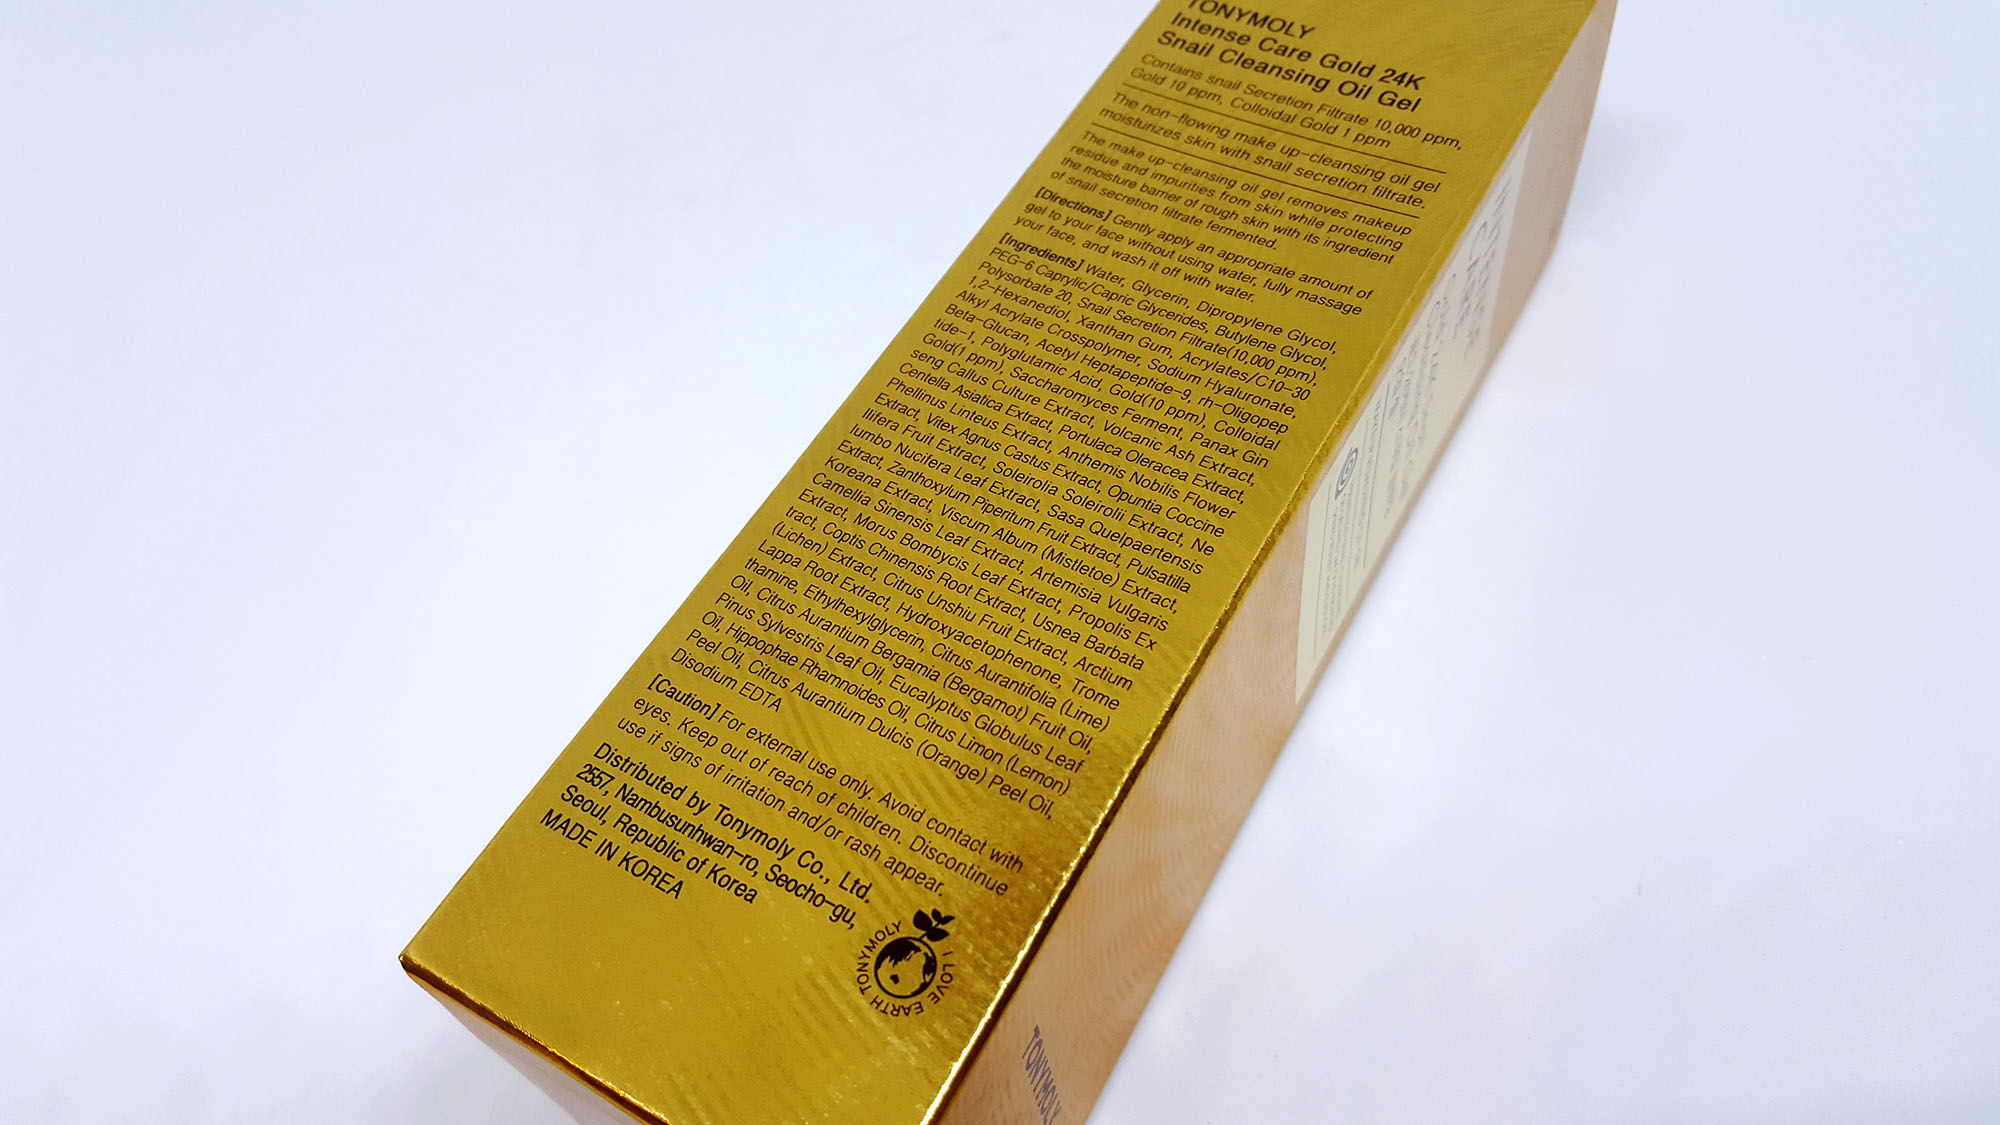 TONYMOLY
Intense Care Gold 24K
Snail Cleansing Oil Gel
Contains snail Secretion Filtrate 10,000 ppm,
Gold 10 ppm, Colloidal Gold 1 ppm
The non-flowing make up-cleansing oil gel
moisturizes skin with snail secretion filtrate.
The make up-cleansing oil gel removes makeup
residue and impurities from skin while protecting
the moisture barrier of rough skin with its ingredient
of snail secretion filtrate fermented.
[Directions] Gently apply an appropriate amount of
gel to your face without using water, fully massage
your face, and wash it off with water.
[Ingredients] Water, Glycerin, Dipropylene Glycol,
PEG-6 Caprylic/Capric Glycerides, Butylene Glycol,
Polysorbate 20, Snail Secretion Filtrate(10,000 ppm),
1,2-Hexanediol, Xanthan Gum, Acrylates/C10-30
Alkyl Acrylate Crosspolymer, Sodium Hyaluronate,
Beta-Glucan, Acetyl Heptapeptide-9, rh-Oligopep
tide-1, Polyglutamic Acid, Gold(10 ppm), Colloidal
Gold(1 ppm), Saccharomyces Ferment, Panax Gin
seng Callus Culture Extract, Volcanic Ash Extract,
Centella Asiatica Extract, Portulaca Oleracea Extract,
Phellinus Linteus Extract, Anthemis Nobilis Flower
Extract, Vitex Agnus Castus Extract, Opuntia Coccine
llifera Fruit Extract, Soleirolia Soleirolii Extract, Ne
lumbo Nucifera Leaf Extract, Sasa Quelpaertensis
Extract, Zanthoxylum Piperitum Fruit Extract, Pulsatilla
Koreana Extract, Viscum Album (Mistletoe) Extract,
Camellia Sinensis Leaf Extract, Artemisia Vulgaris
Extract, Morus Bombycis Leaf Extract, Propolis Ex
tract, Coptis Chinensis Root Extract, Usnea Barbata
(Lichen) Extract, Citrus Unshiu Fruit Extract, Arctium
Lappa Root Extract, Hydroxyacetophenone, Trome
thamine, Ethylhexylglycerin, Citrus Aurantifolia (Lime)
Oil, Citrus Aurantium Bergamia (Bergamot) Fruit Oil,
Pinus Sylvestris Leaf Oil, Eucalyptus Globulus Leaf
Oil, Hippophae Rhamnoides Oil, Citrus Limon (Lemon)
Peel Oil, Citrus Aurantium Dulcis (Orange) Peel Oil,
Disodium EDTA
[Caution] For external use only. Avoid contact with
eyes. Keep out of reach of children. Discontinue
use if signs of irritation and/or rash appear.
Distributed by Tonymoly Co., Ltd.
2557, Nambusunhwan-ro, Seocho-gu,
Seoul, Republic of Korea
MADE IN KOREA
I LOVE EARTH TONYMOLY
TONYMOLY